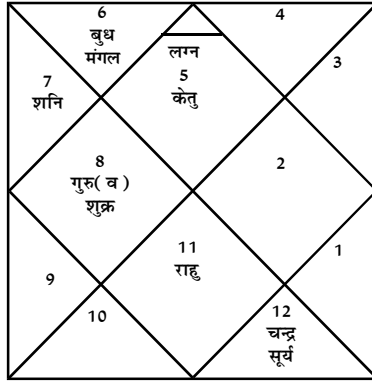 6
बुध
मंगल
लग्न
5
केतु
4
3
7
शनि
8
गुरु( व )
शुक्र
2
11
राहु
1
9
10
12
चन्द्र
सूर्य